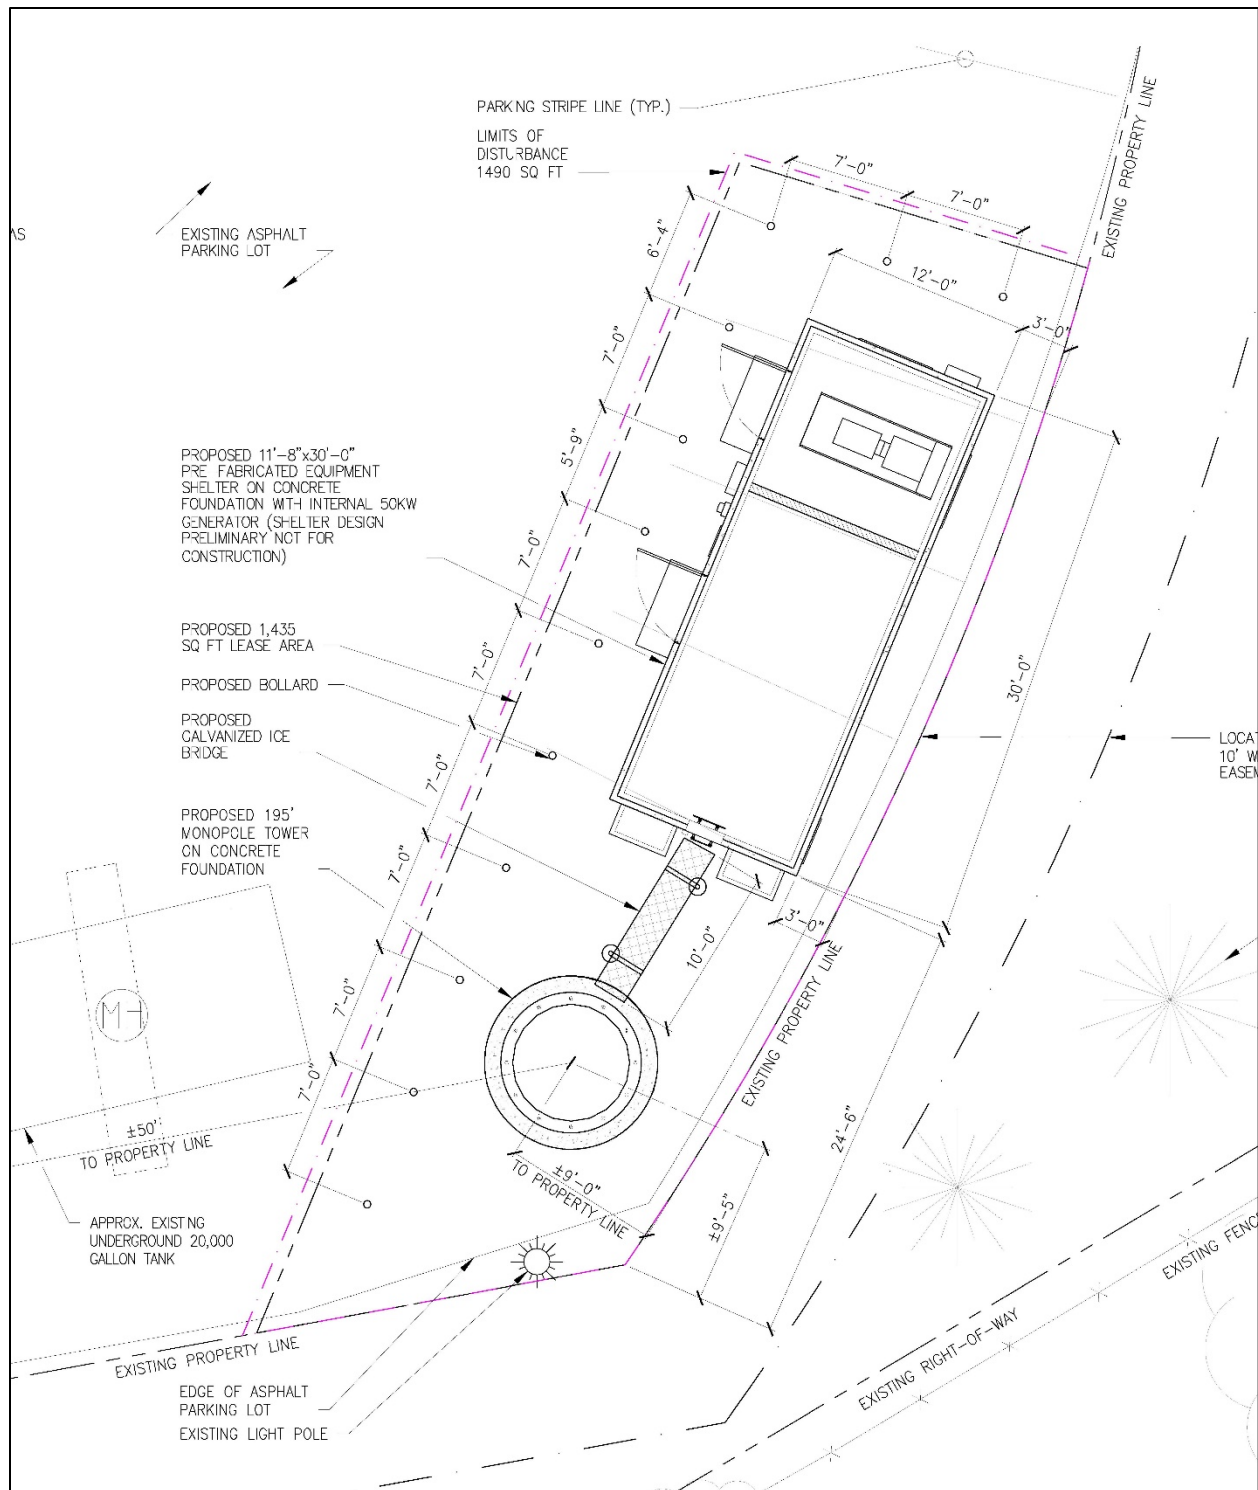 PARKING STRIPE LINE (TYP.)
LIMITS OF
DISTURBANCE
1490 SQ FT
EXISTING PROPERTY LINE
7'-0"
7'-0"
AS
EXISTING ASPHALT
PARKING LOT
6'-4"
12'-0"
3'-0"
7'-0"
5'-9"
PROPOSED 11'-8"x30'-0"
PRE FABRICATED EQUIPMENT
SHELTER ON CONCRETE
FOUNDATION WITH INTERNAL 50KW
GENERATOR (SHELTER DESIGN
PRELIMINARY NOT FOR
CONSTRUCTION)
7'-0"
PROPOSED 1,435
SQ FT LEASE AREA
7'-0"
30'-0"
PROPOSED BOLLARD
PROPOSED
GALVANIZED ICE
BRIDGE
7'-0"
LOCAT
10' W
EASEM
PROPOSED 195'
MONOPOLE TOWER
ON CONCRETE
FOUNDATION
7'-0"
3'-0"
10'-0"
7'-0"
MH
EXISTING PROPERTY LINE
7'-0"
±50'
TO PROPERTY LINE
24'-6"
±9'-0"
TO PROPERTY LINE
±9'-5"
APPROX. EXISTING
UNDERGROUND 20,000
GALLON TANK
EXISTING FENC
EXISTING RIGHT-OF-WAY
EXISTING PROPERTY LINE
EDGE OF ASPHALT
PARKING LOT
EXISTING LIGHT POLE